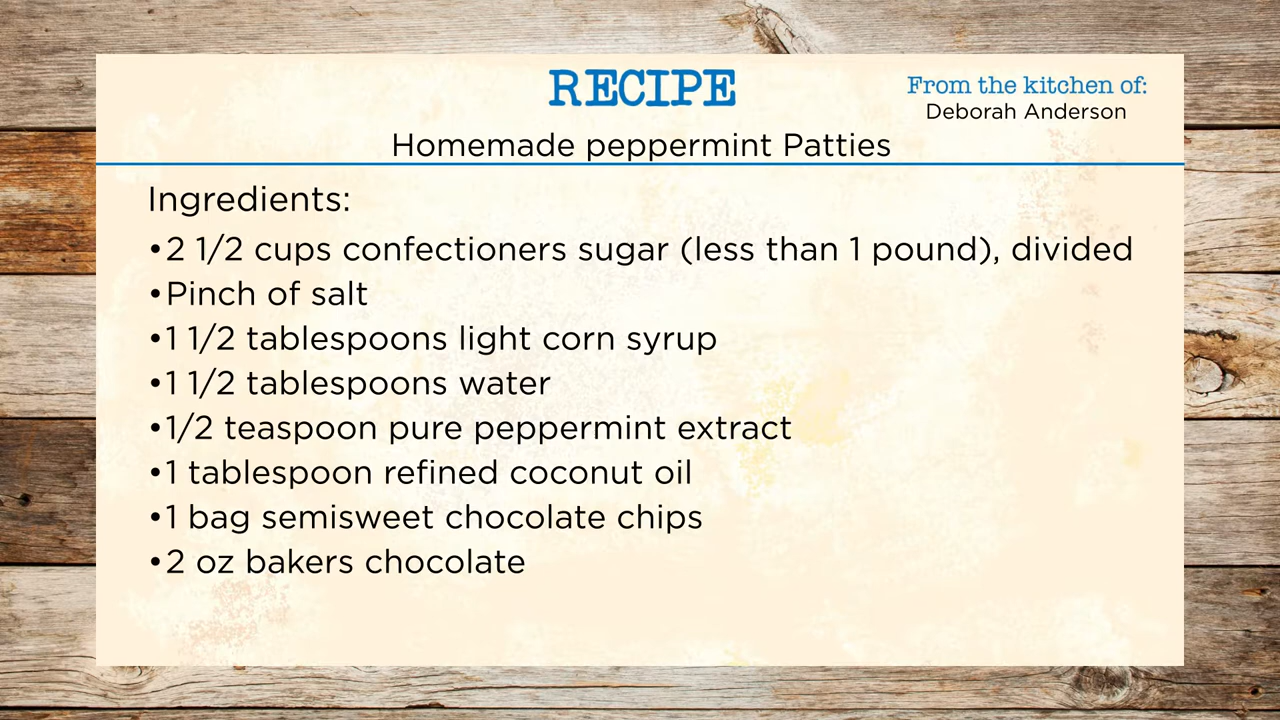 RECIPE
From the kitchen of:
Deborah Anderson
Homemade peppermint Patties
Ingredients:
•2 1/2 cups confectioners sugar (less than 1 pound), divided
•Pinch of salt
•1 1/2 tablespoons light corn syrup
•1 1/2 tablespoons water
•1/2 teaspoon pure peppermint extract
•1 tablespoon refined coconut oil
•1 bag semisweet chocolate chips
•2 oz bakers chocolate